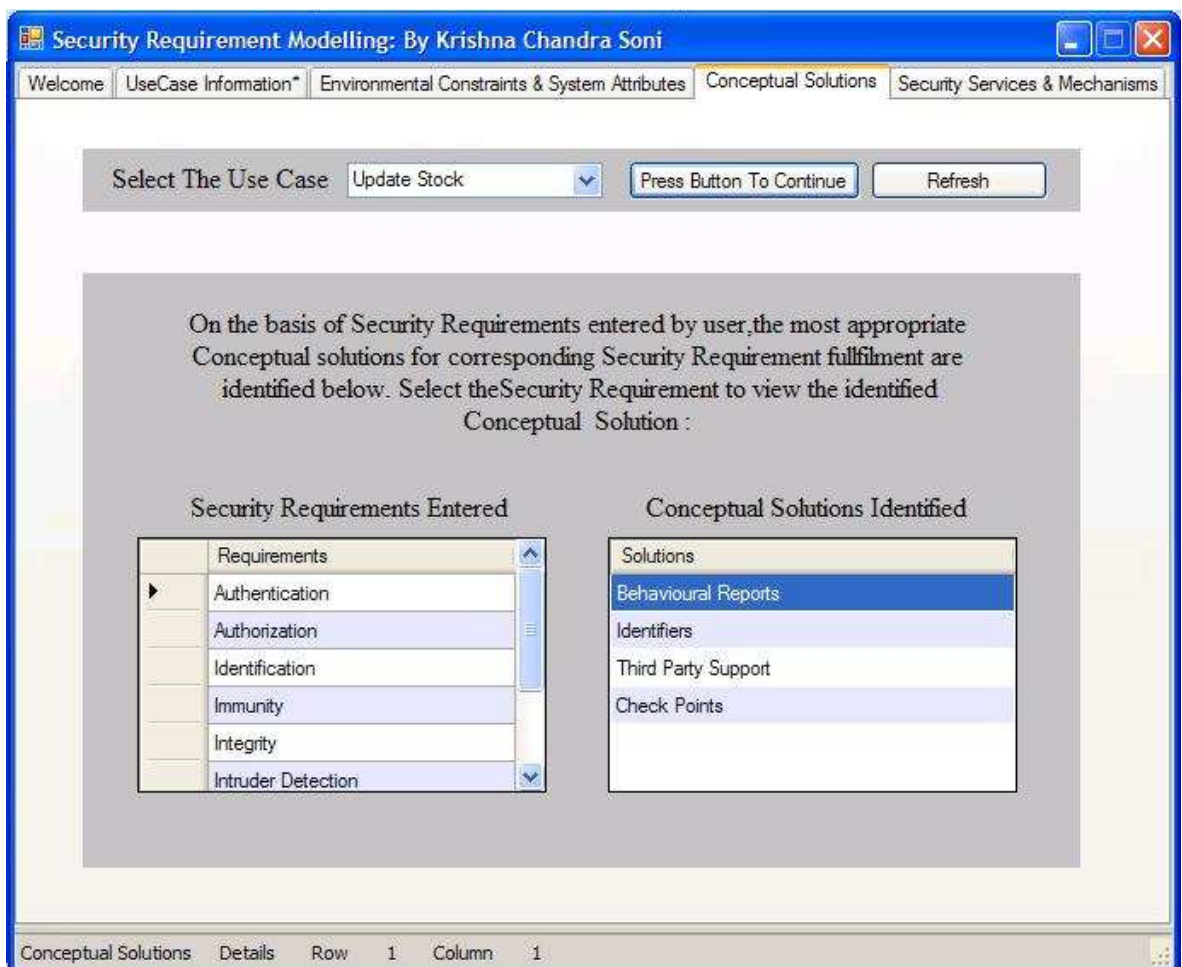 Security Requirement Modelling: By Krishna Chandra Soni
Welcome UseCase Information* Environmental Constraints & System Attributes Conceptual Solutions Security Services & Mechanisms
Select The Use Case Update Stock Press Button To Continue Refresh
On the basis of Security Requirements entered by user,the most appropriate
Conceptual solutions for corresponding Security Requirement fullfilment are
identified below. Select theSecurity Requirement to view the identified
Conceptual Solution :
Security Requirements Entered
Requirements
Authentication
Authorization
Identification
Immunity
Integrity
Intruder Detection
Conceptual Solutions Identified
Solutions
Behavioural Reports
Identifiers
Third Party Support
Check Points
Conceptual Solutions Details Row 1 Column 1